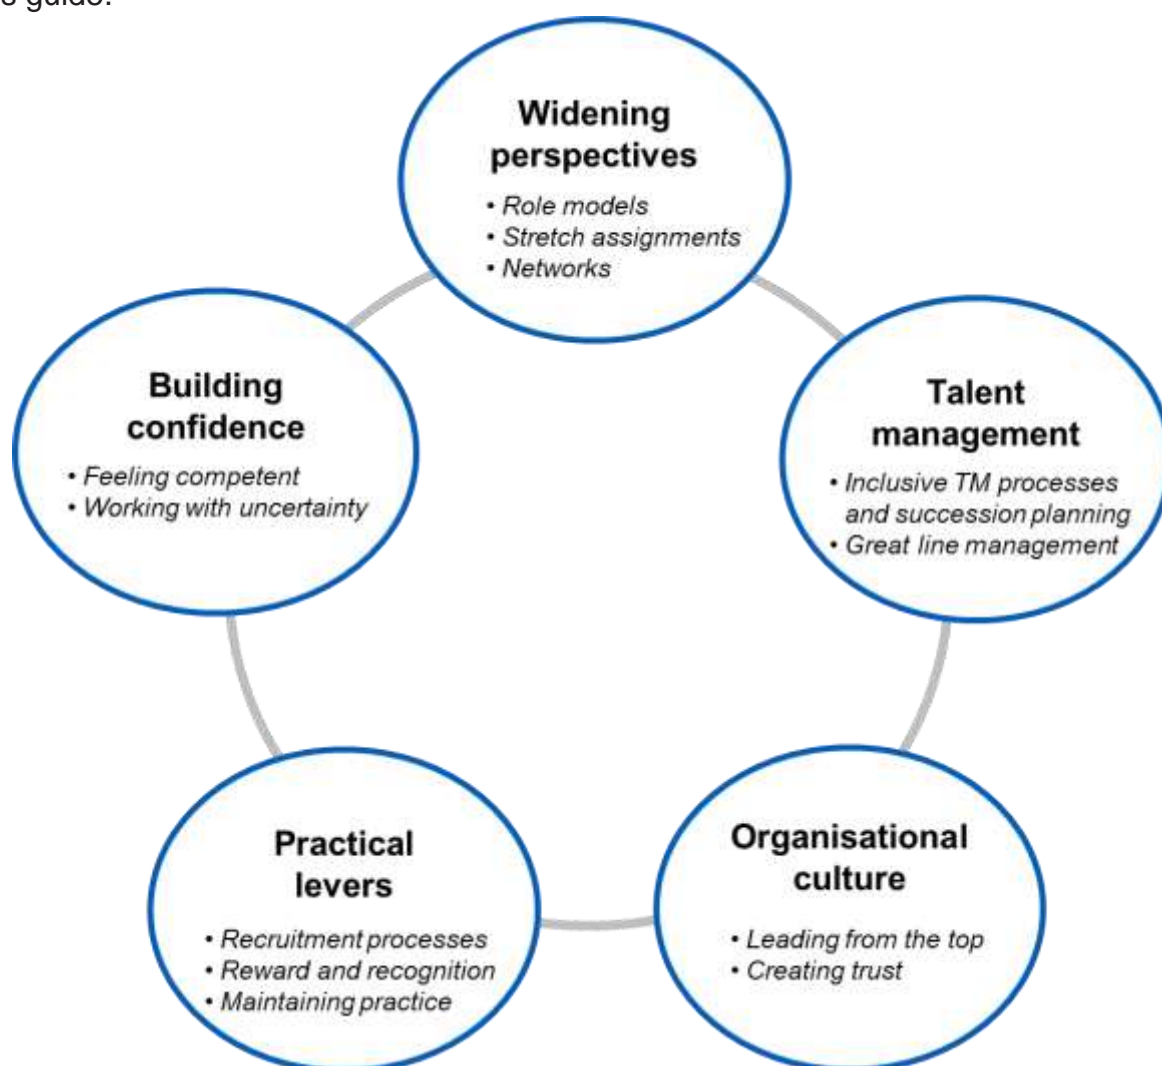 s guide.
Widening
perspectives
• Role models
• Stretch assignments
• Networks
Building
confidence
• Feeling competent
• Working with uncertainty
Talent
management
• Inclusive TM processes
and succession planning
• Great line management
Practical
levers
• Recruitment processes
• Reward and recognition
• Maintaining practice
Organisational
culture
• Leading from the top
• Creating trust